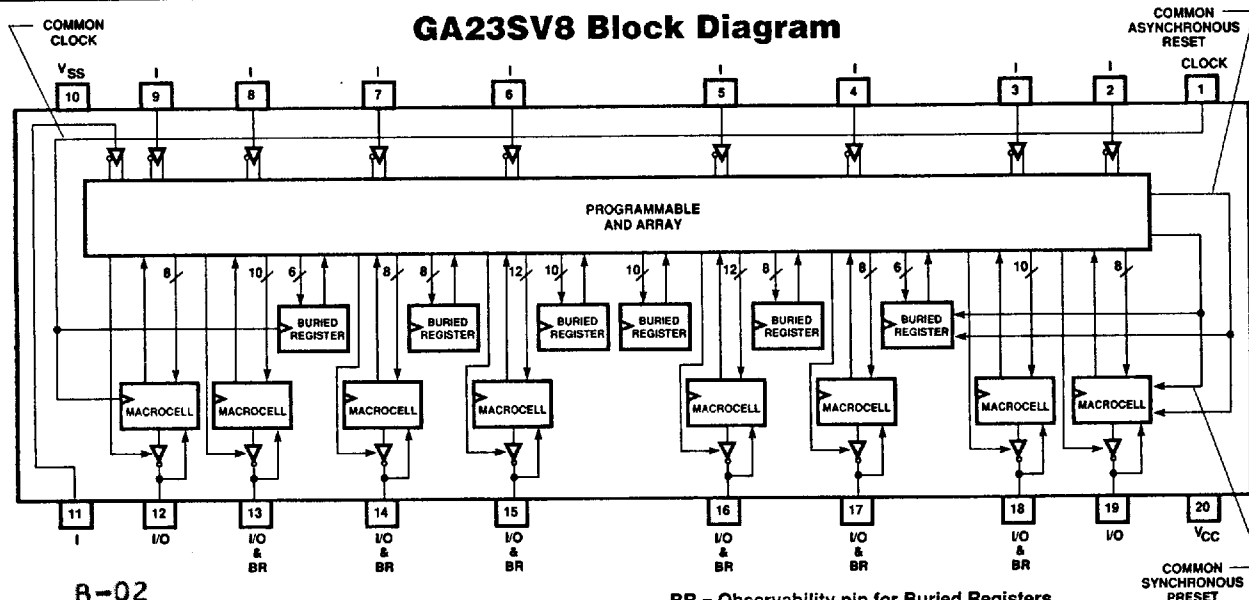 GA23SV8 Block Diagram
COMMON
CLOCK
COMMON
ASYNCHRONOUS
RESET
VSS
I
I
I
I
I
I
I
I
CLOCK
10
9
8
7
6
5
4
3
2
1
PROGRAMMABLE
AND ARRAY
8
10
6
8
8
12
10
10
12
8
8
6
10
8
BURIED
REGISTER
BURIED
REGISTER
BURIED
REGISTER
BURIED
REGISTER
BURIED
REGISTER
BURIED
REGISTER
MACROCELL
MACROCELL
MACROCELL
MACROCELL
MACROCELL
MACROCELL
MACROCELL
MACROCELL
11
12
13
14
15
16
17
18
19
20
I
I/O
I/O
&
BR
I/O
&
BR
I/O
&
BR
I/O
&
BR
I/O
&
BR
I/O
&
BR
I/O
VCC
COMMON
SYNCHRONOUS
PRESET
8-02
BR = Observability pin for Buried Registers